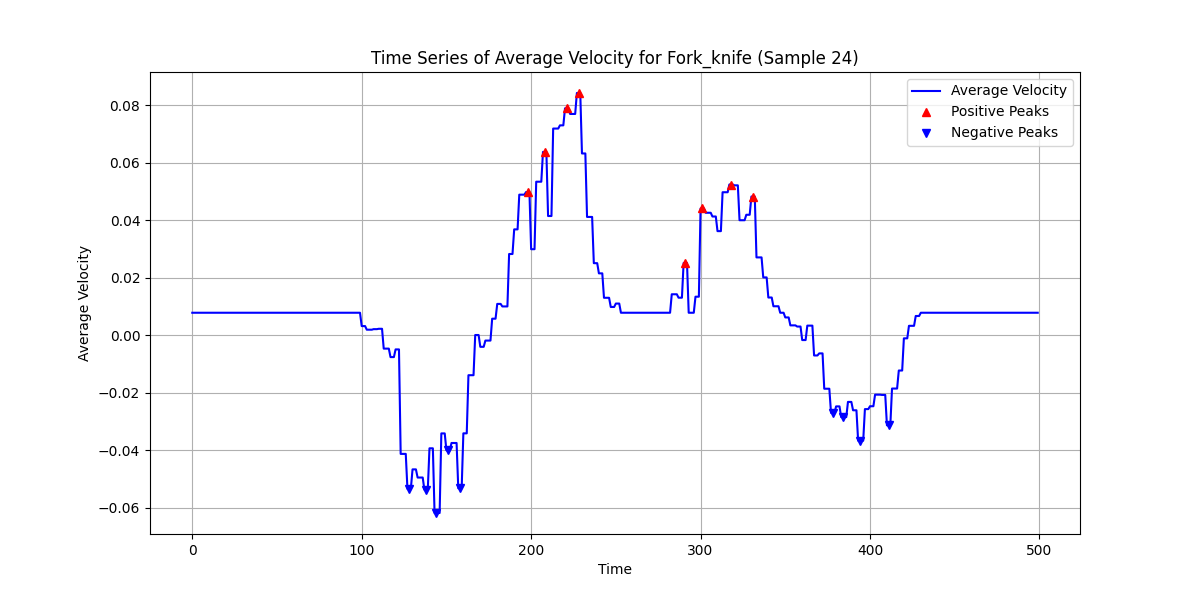 Time Series of Average Velocity for Fork_knife (Sample 24)
Average Velocity
Positive Peaks
Negative Peaks
Average Velocity
0.08
0.06
0.04
0.02
0.00
−0.02
−0.04
−0.06
0 100 200 300 400 500
Time